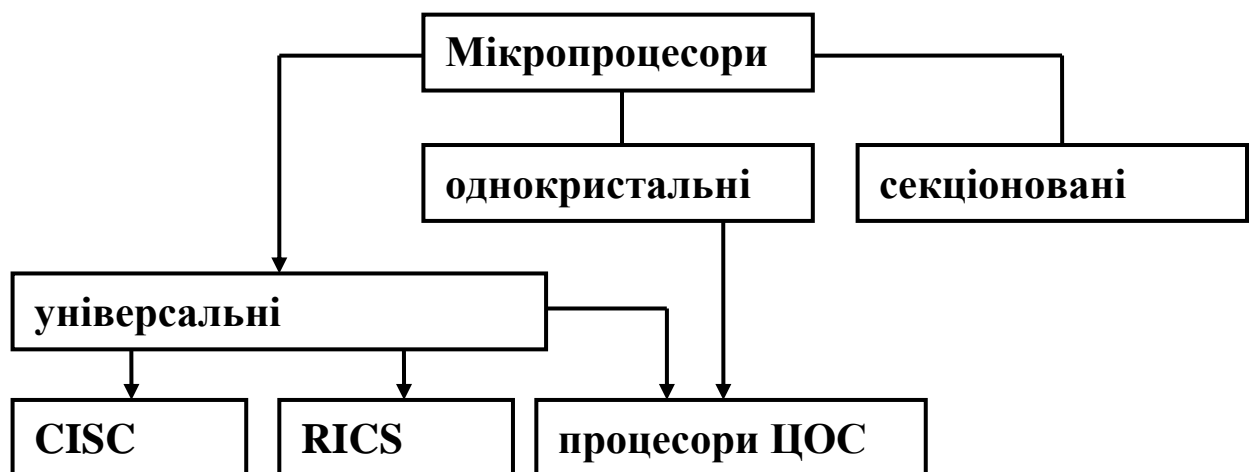 Мікропроцесори
однокристальні
секціоновані
універсальні
CISC
RICS
процесори ЦОС